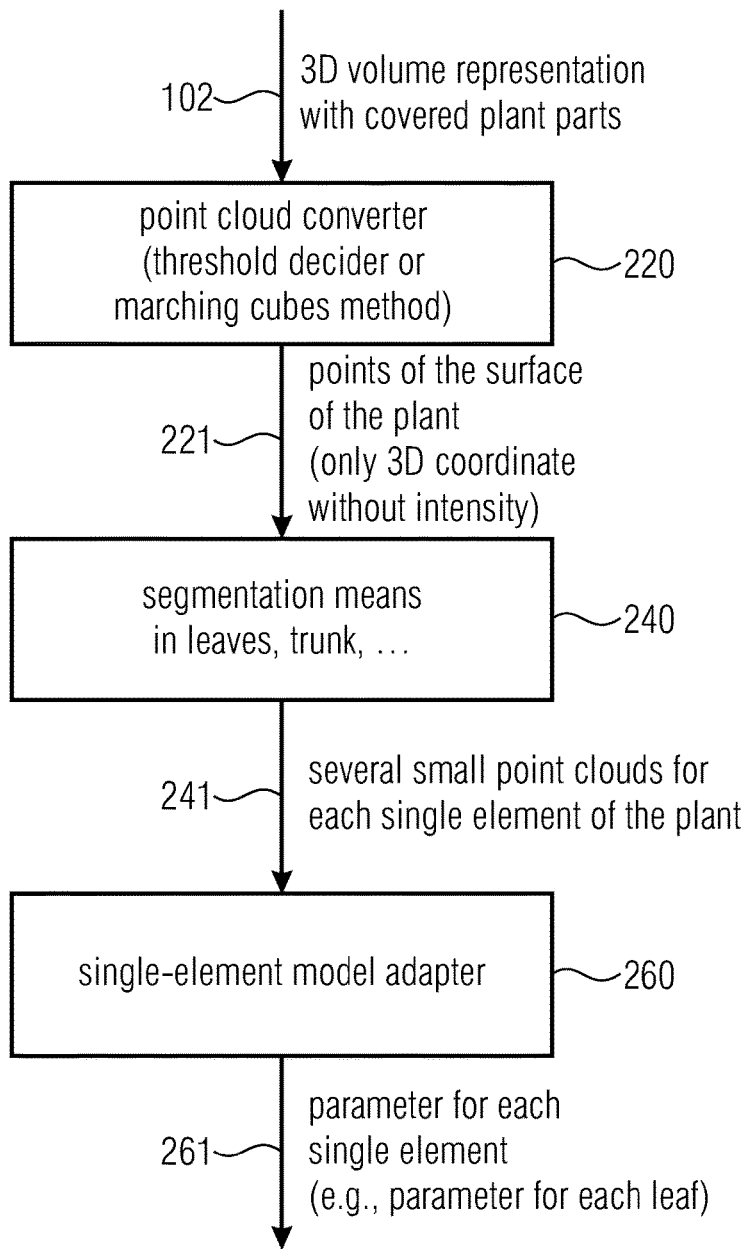 3D volume representation
with covered plant parts
102
point cloud converter
(threshold decider or
marching cubes method)
220
points of the surface
of the plant
(only 3D coordinate
without intensity)
221
segmentation means
in leaves, trunk, ...
240
several small point clouds for
each single element of the plant
241
single-element model adapter
260
parameter for each
single element
(e.g., parameter for each leaf)
261